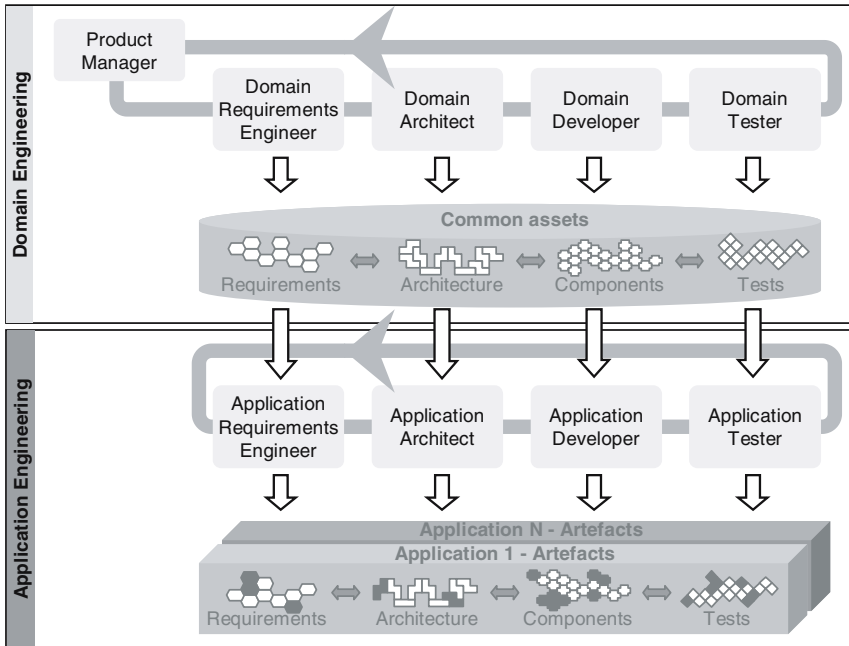 Domain Engineering
Product
Manager
Domain
Requirements
Engineer
Domain
Architect
Domain
Developer
Domain
Tester
Common assets
Requirements
Architecture
Components
Tests
Application Engineering
Application
Requirements
Engineer
Application
Architect
Application
Developer
Application
Tester
Application N - Artefacts
Application 1 - Artefacts
Requirements
Architecture
Components
Tests